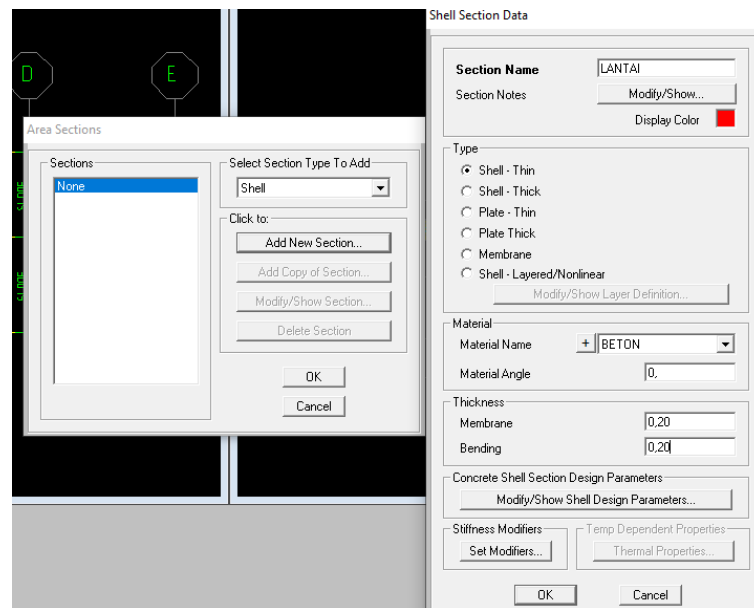 D
E
SLOOF
SLOOF
Area Sections
Sections
None
Select Section Type To Add
Shell
Click to:
Add New Section...
Add Copy of Section...
Modify/Show Section...
Delete Section
OK
Cancel
Shell Section Data
Section Name
LANTAI
Section Notes
Modify/Show...
Display Color
Type
Shell - Thin
Shell - Thick
Plate - Thin
Plate Thick
Membrane
Shell - Layered/Nonlinear
Modify/Show Layer Definition...
Material
Material Name
+
BETON
Material Angle
0,
Thickness
Membrane
0,20
Bending
0,20
Concrete Shell Section Design Parameters
Modify/Show Shell Design Parameters...
Stiffness Modifiers
Set Modifiers...
Temp Dependent Properties
Thermal Properties...
OK
Cancel